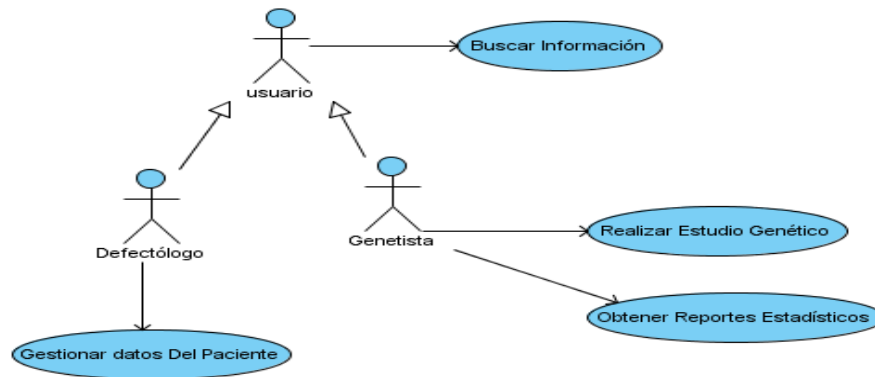 Buscar Información
usuario
Defectólogo
Genetista
Realizar Estudio Genético
Obtener Reportes Estadísticos
Gestionar datos Del Paciente